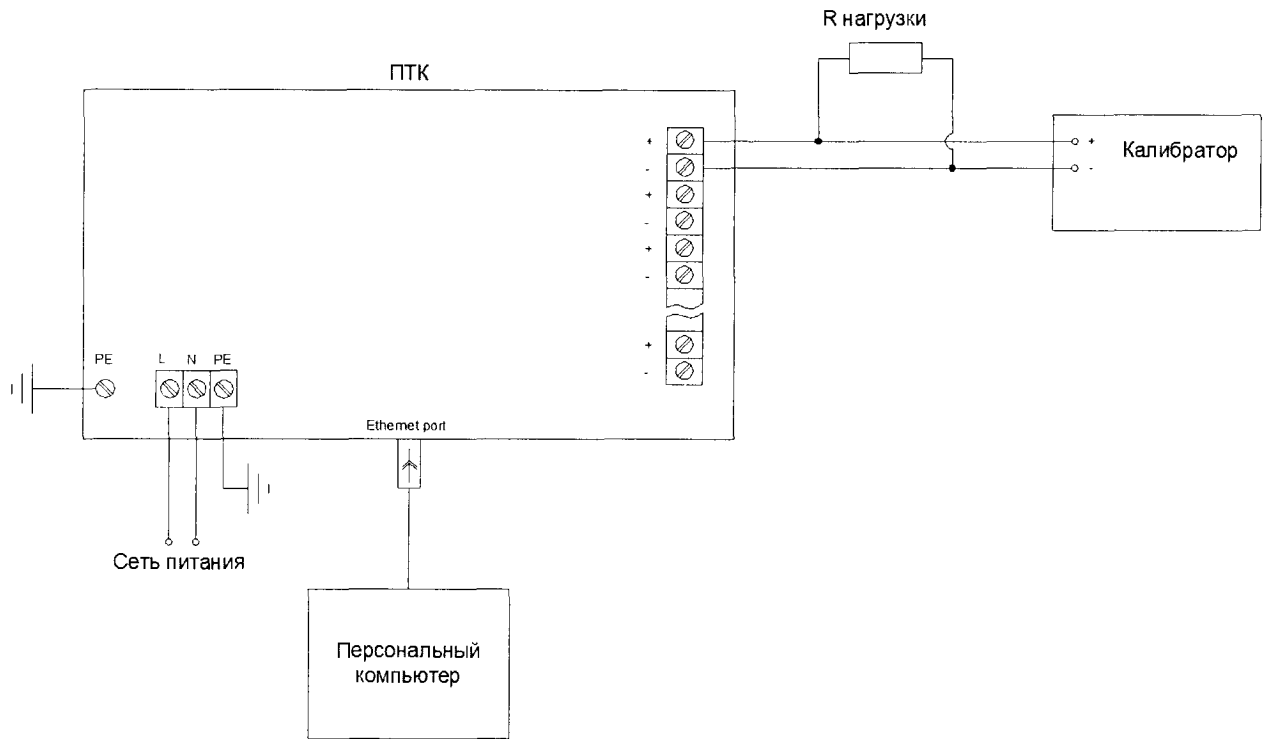 R нагрузки
ПТК
+
-
+
-
+
-
+
-
+
-
Калибратор
PE
L N PE
Ethernet port
Сеть питания
Персональный
компьютер